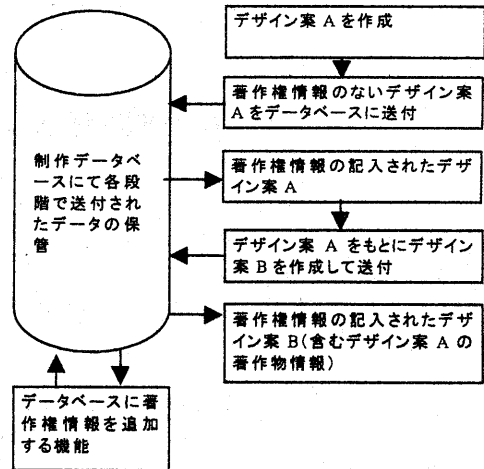 デザイン案 A を作成
著作権情報のないデザイン案
A をデータベースに送付
制作データベ
ースにて各段
階で送付され
たデータの保
管
著作権情報の記入されたデザ
イン案 A
デザイン案 A をもとにデザイン
案 B を作成して送付
著作権情報の記入されたデザ
イン案 B(含むデザイン案 A の
著作物情報)
データベースに著
作権情報を追加
する機能